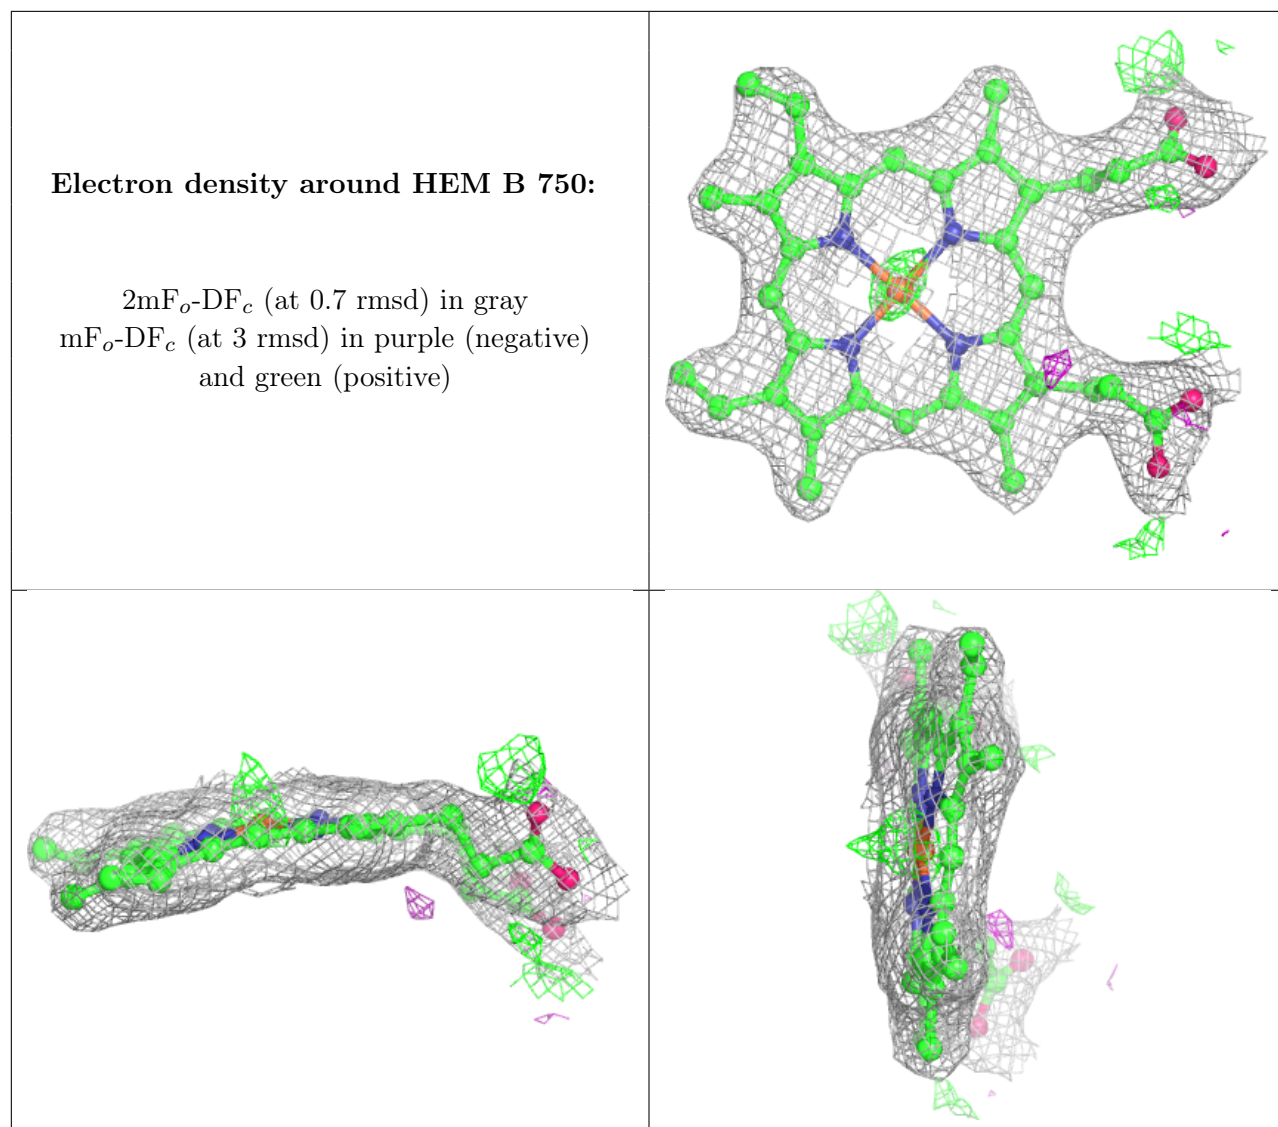 Electron density around HEM B 750:
2mFₒ-DF𝒸 (at 0.7 rmsd) in gray
mFₒ-DF𝒸 (at 3 rmsd) in purple (negative)
and green (positive)